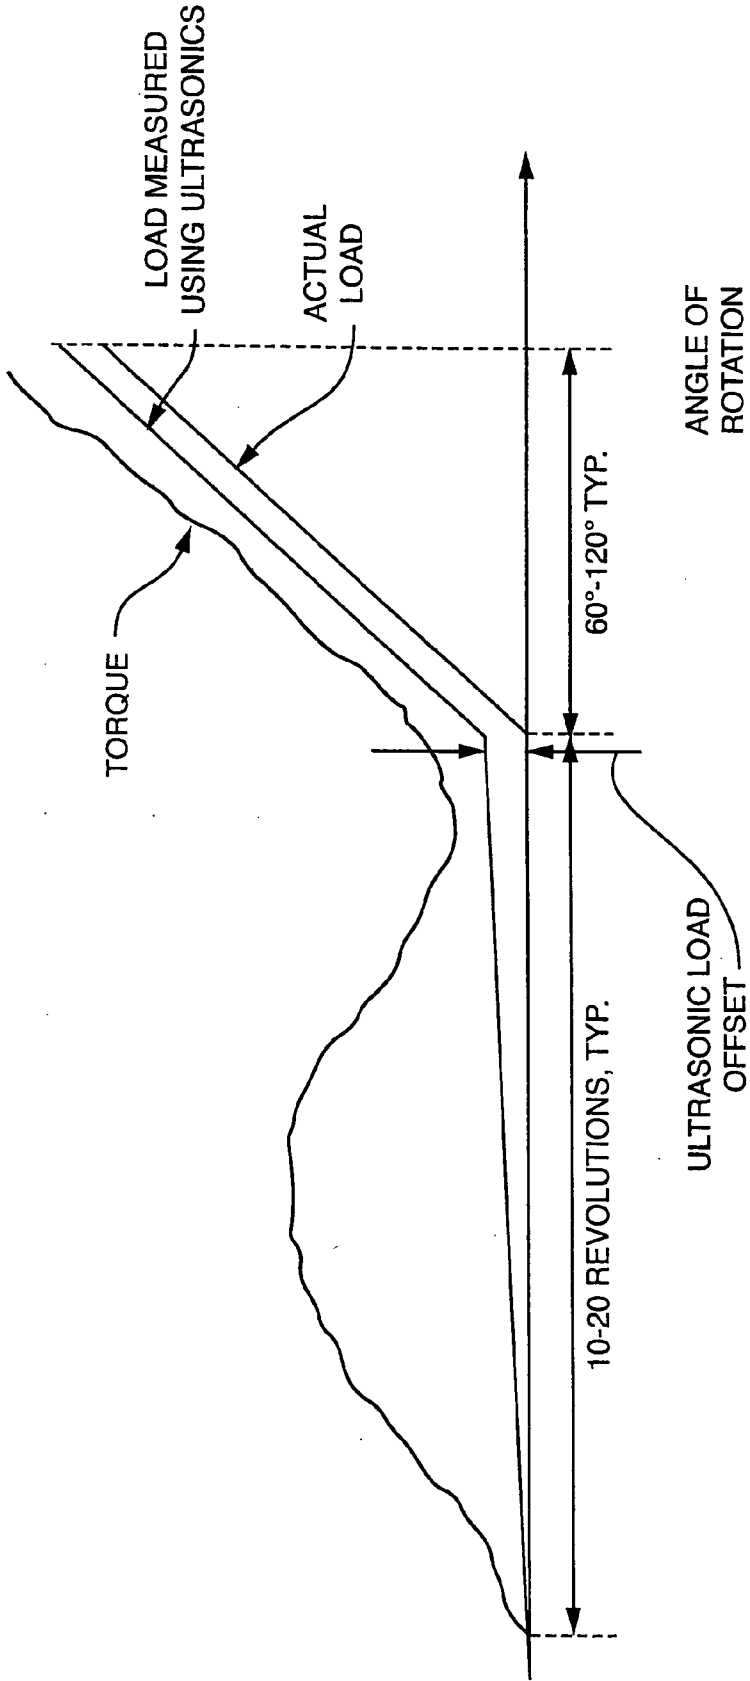 LOAD MEASURED
USING ULTRASONICS
ACTUAL
LOAD
TORQUE
60°-120° TYP.
ANGLE OF
ROTATION
10-20 REVOLUTIONS, TYP.
ULTRASONIC LOAD
OFFSET